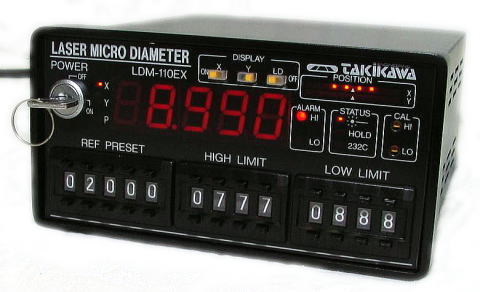 LASER MICRO DIAMETER
LDM-110EX
DISPLAY
X Y LD
ON OFF
TAKIKAWA
POSITION
X
Y
POWER
OFF
ON
X
Y
P
8.990
ALARM
HI
LO
STATUS
HOLD
232C
CAL
HI
LO
REF PRESET
HIGH LIMIT
LOW LIMIT
02000
0777
0888